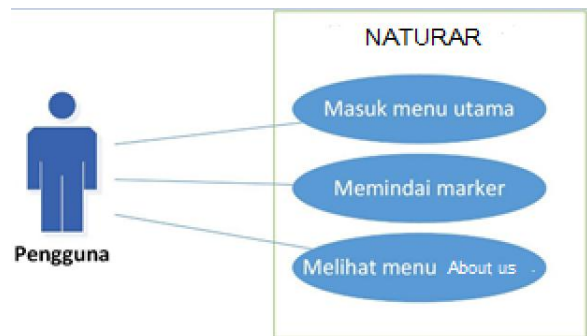 NATURAR
Masuk menu utama
Memindai marker
Pengguna
Melihat menu About us .